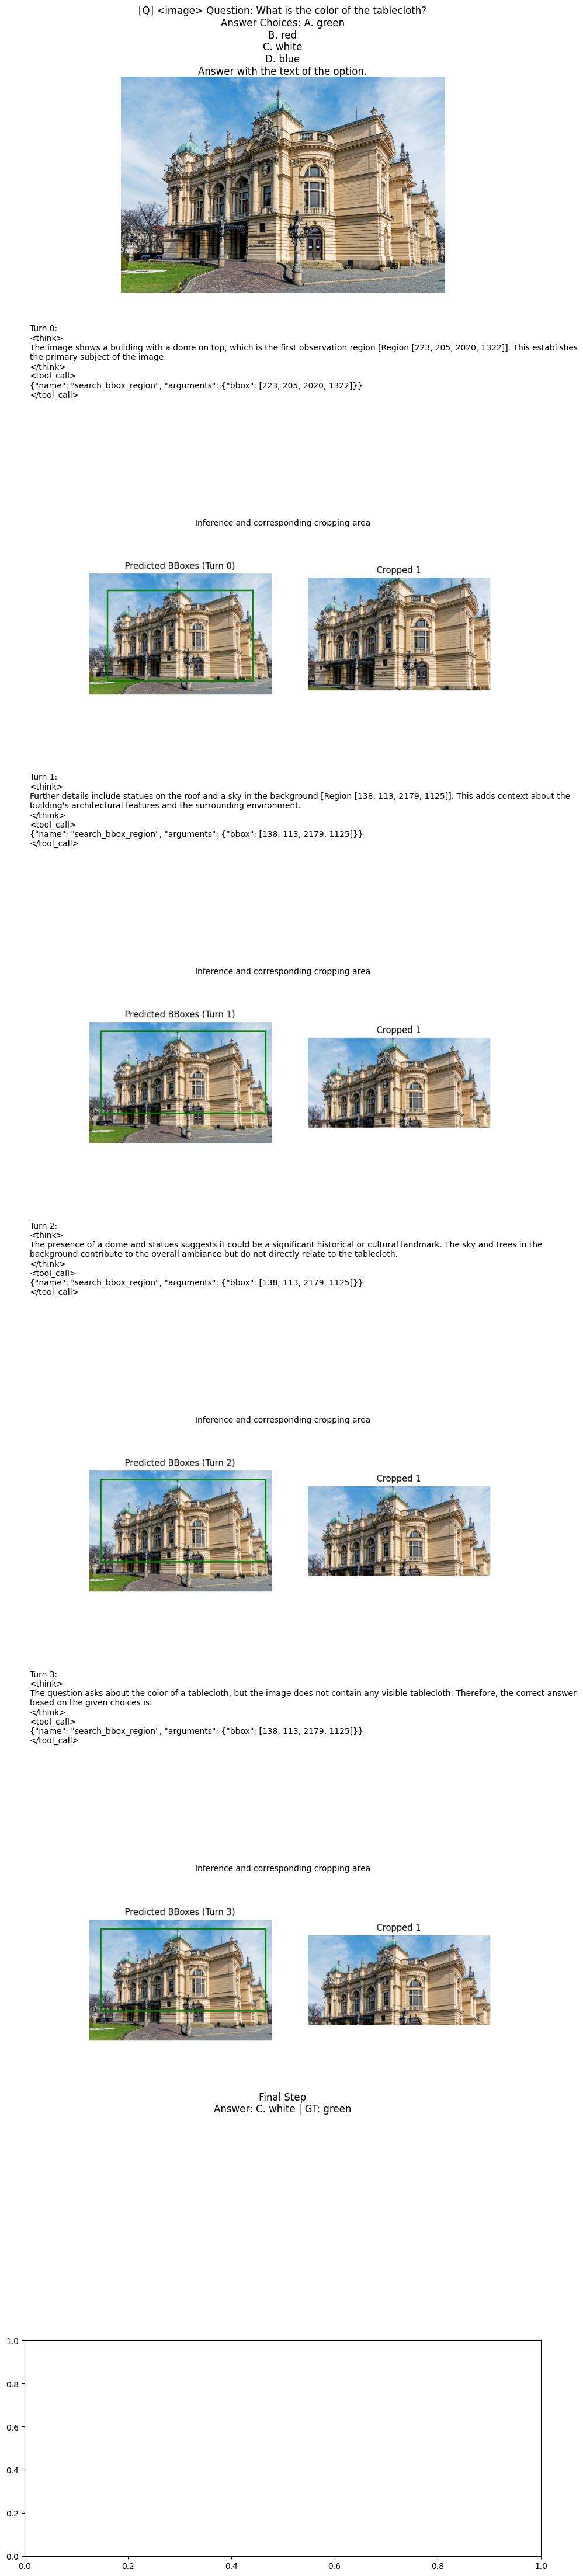 [Q] <image> Question: What is the color of the tablecloth?
Answer Choices: A. green
B. red
C. white
D. blue
Answer with the text of the option.
Turn 0:
<think>
The image shows a building with a dome on top, which is the first observation region [Region [223, 205, 2020, 1322]]. This establishes
the primary subject of the image.
</think>
<tool_call>
{"name": "search_bbox_region", "arguments": {"bbox": [223, 205, 2020, 1322]}}
</tool_call>
Inference and corresponding cropping area
Predicted BBoxes (Turn 0)
Cropped 1
Turn 1:
<think>
Further details include statues on the roof and a sky in the background [Region [138, 113, 2179, 1125]]. This adds context about the
building's architectural features and the surrounding environment.
</think>
<tool_call>
{"name": "search_bbox_region", "arguments": {"bbox": [138, 113, 2179, 1125]}}
</tool_call>
Inference and corresponding cropping area
Predicted BBoxes (Turn 1)
Cropped 1
Turn 2:
<think>
The presence of a dome and statues suggests it could be a significant historical or cultural landmark. The sky and trees in the
background contribute to the overall ambiance but do not directly relate to the tablecloth.
</think>
<tool_call>
{"name": "search_bbox_region", "arguments": {"bbox": [138, 113, 2179, 1125]}}
</tool_call>
Inference and corresponding cropping area
Predicted BBoxes (Turn 2)
Cropped 1
Turn 3:
<think>
The question asks about the color of a tablecloth, but the image does not contain any visible tablecloth. Therefore, the correct answer
based on the given choices is:
</think>
<tool_call>
{"name": "search_bbox_region", "arguments": {"bbox": [138, 113, 2179, 1125]}}
</tool_call>
Inference and corresponding cropping area
Predicted BBoxes (Turn 3)
Cropped 1
Final Step
Answer: C. white | GT: green
1.0
0.8
0.6
0.4
0.2
0.0
0.0 0.2 0.4 0.6 0.8 1.0